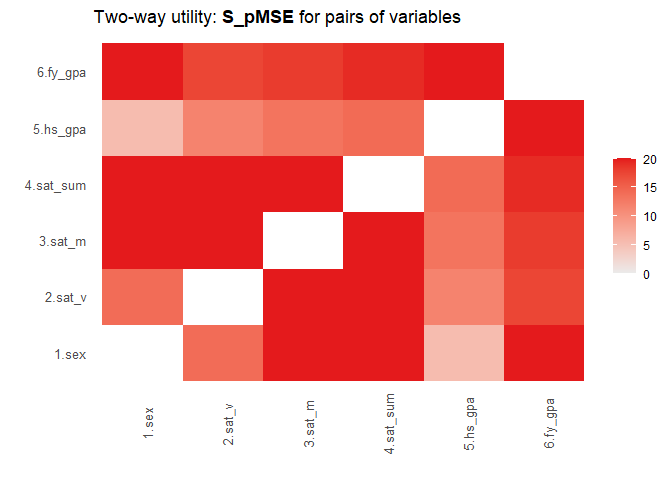 Two-way utility: S_pMSE for pairs of variables
6.fy_gpa
5.hs_gpa
4.sat_sum
3.sat_m
2.sat_v
1.sex
20
15
10
5
0
1.sex
2.sat_v
3.sat_m
4.sat_sum
5.hs_gpa
6.fy_gpa